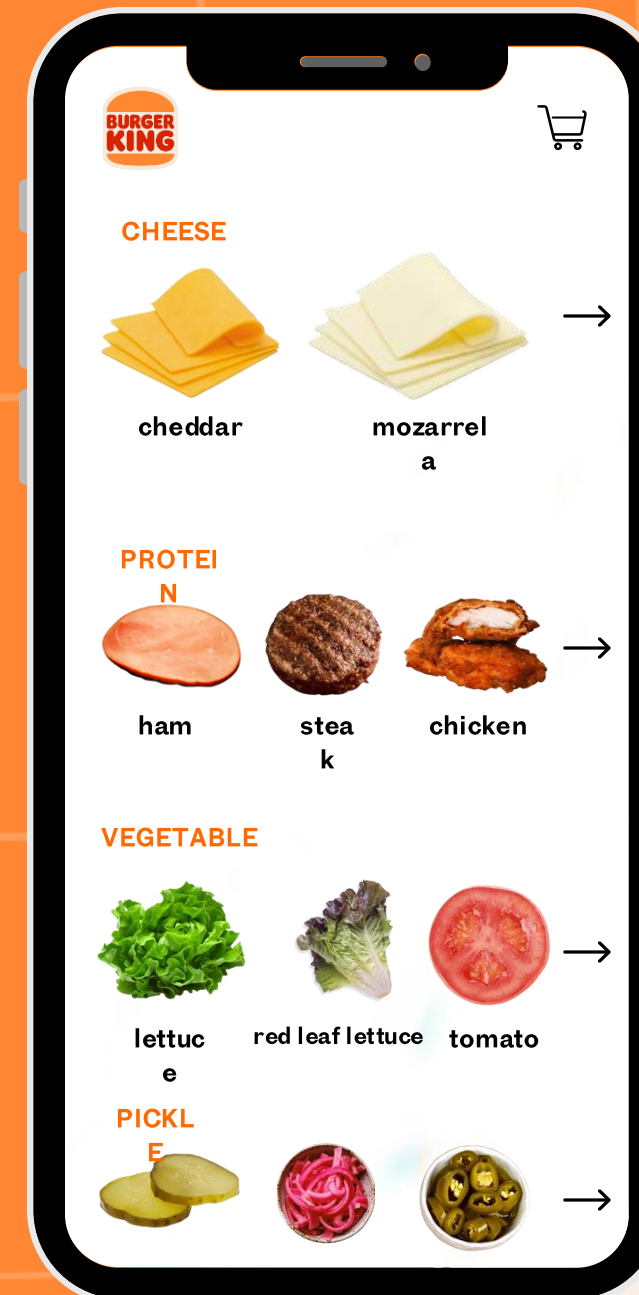 BURGER
KING
CHEESE
cheddar
mozarrel
a
PROTEI
N
ham
stea
k
chicken
VEGETABLE
lettuc
e
red leaf lettuce
tomato
PICKL
E